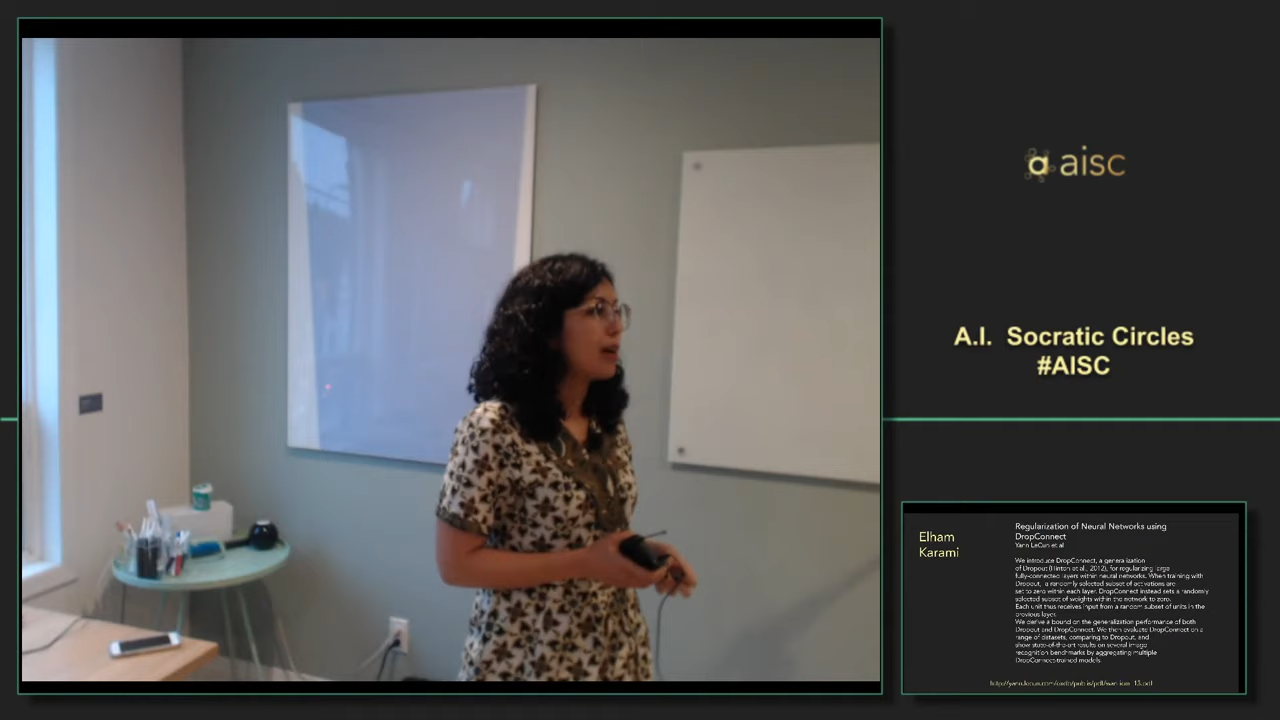 aisc
A.I. Socratic Circles
#AISC
Elham
Karami
Regularization of Neural Networks using
DropConnect
Yann LeCun et al
We introduce DropConnect, a generalization
of Dropout (Hinton et al., 2012), for regularizing large
fully-connected layers within neural networks. When training with
Dropout, a randomly selected subset of activations are
set to zero within each layer. DropConnect instead sets a randomly
selected subset of weights within the network to zero.
Each unit thus receives input from a random subset of units in the
previous layer.
We derive a bound on the generalization performance of both
Dropout and DropConnect. We then evaluate DropConnect on a
range of datasets, comparing to Dropout, and
show state-of-the-art results on several image
recognition benchmarks by aggregating multiple
DropConnect-trained models.